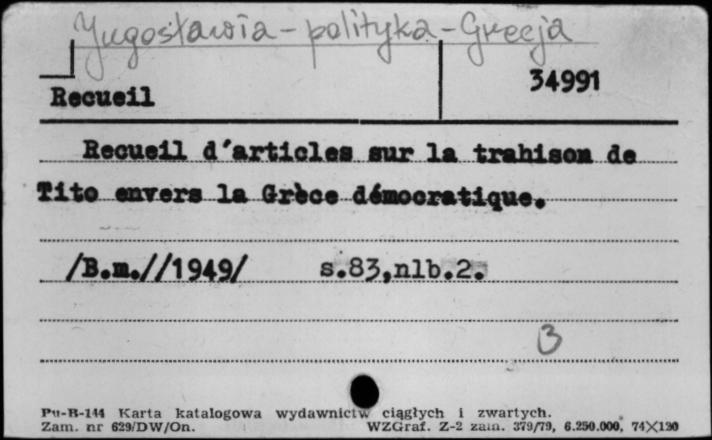 Yugosławia - polityka - Grecja
34991
Recueil
Recueil d'articles sur la trahison de
Tito envers la Grèce démocratique.
/B.m.//1949/ s.83,nlb.2.
3
Pu-B-144 Karta katalogowa wydawnictw ciągłych i zwartych.
Zam. nr 629/DW/On. WZGraf. Z-2 zam. 379/79, 6.250.000, 74X120